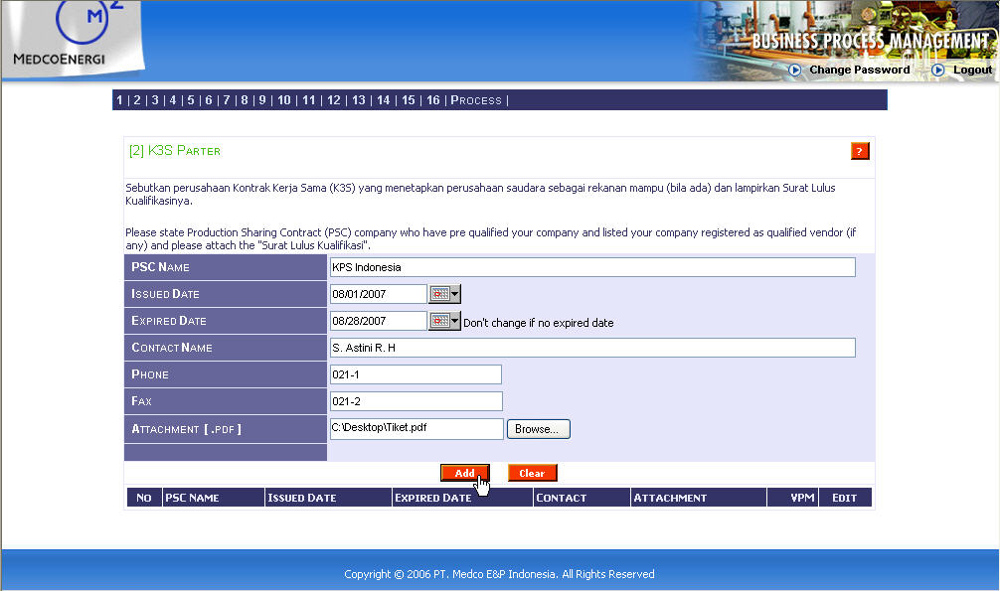 M2
MEDCOENERGI
BUSINESS PROCESS MANAGEMENT
Change Password Logout
1 | 2 | 3 | 4 | 5 | 6 | 7 | 8 | 9 | 10 | 11 | 12 | 13 | 14 | 15 | 16 | PROCESS |
[2] K3S PARTER
?
Sebutkan perusahaan Kontrak Kerja Sama (K3S) yang menetapkan perusahaan saudara sebagai rekanan mampu (bila ada) dan lampirkan Surat Lulus
Kualifikasinya.
Please state Production Sharing Contract (PSC) company who have pre qualified your company and listed your company registered as qualified vendor (if
any) and please attach the "Surat Lulus Kualifikasi".
PSC NAME KPS Indonesia
ISSUED DATE 08/01/2007
EXPIRED DATE 08/28/2007 Don't change if no expired date
CONTACT NAME S. Astini R. H
PHONE 021-1
FAX 021-2
ATTACHMENT [ .PDF ] C:\Desktop\Tiket.pdf Browse...
Add Clear
NO PSC NAME ISSUED DATE EXPIRED DATE CONTACT ATTACHMENT VPM EDIT
Copyright © 2006 PT. Medco E&P Indonesia. All Rights Reserved